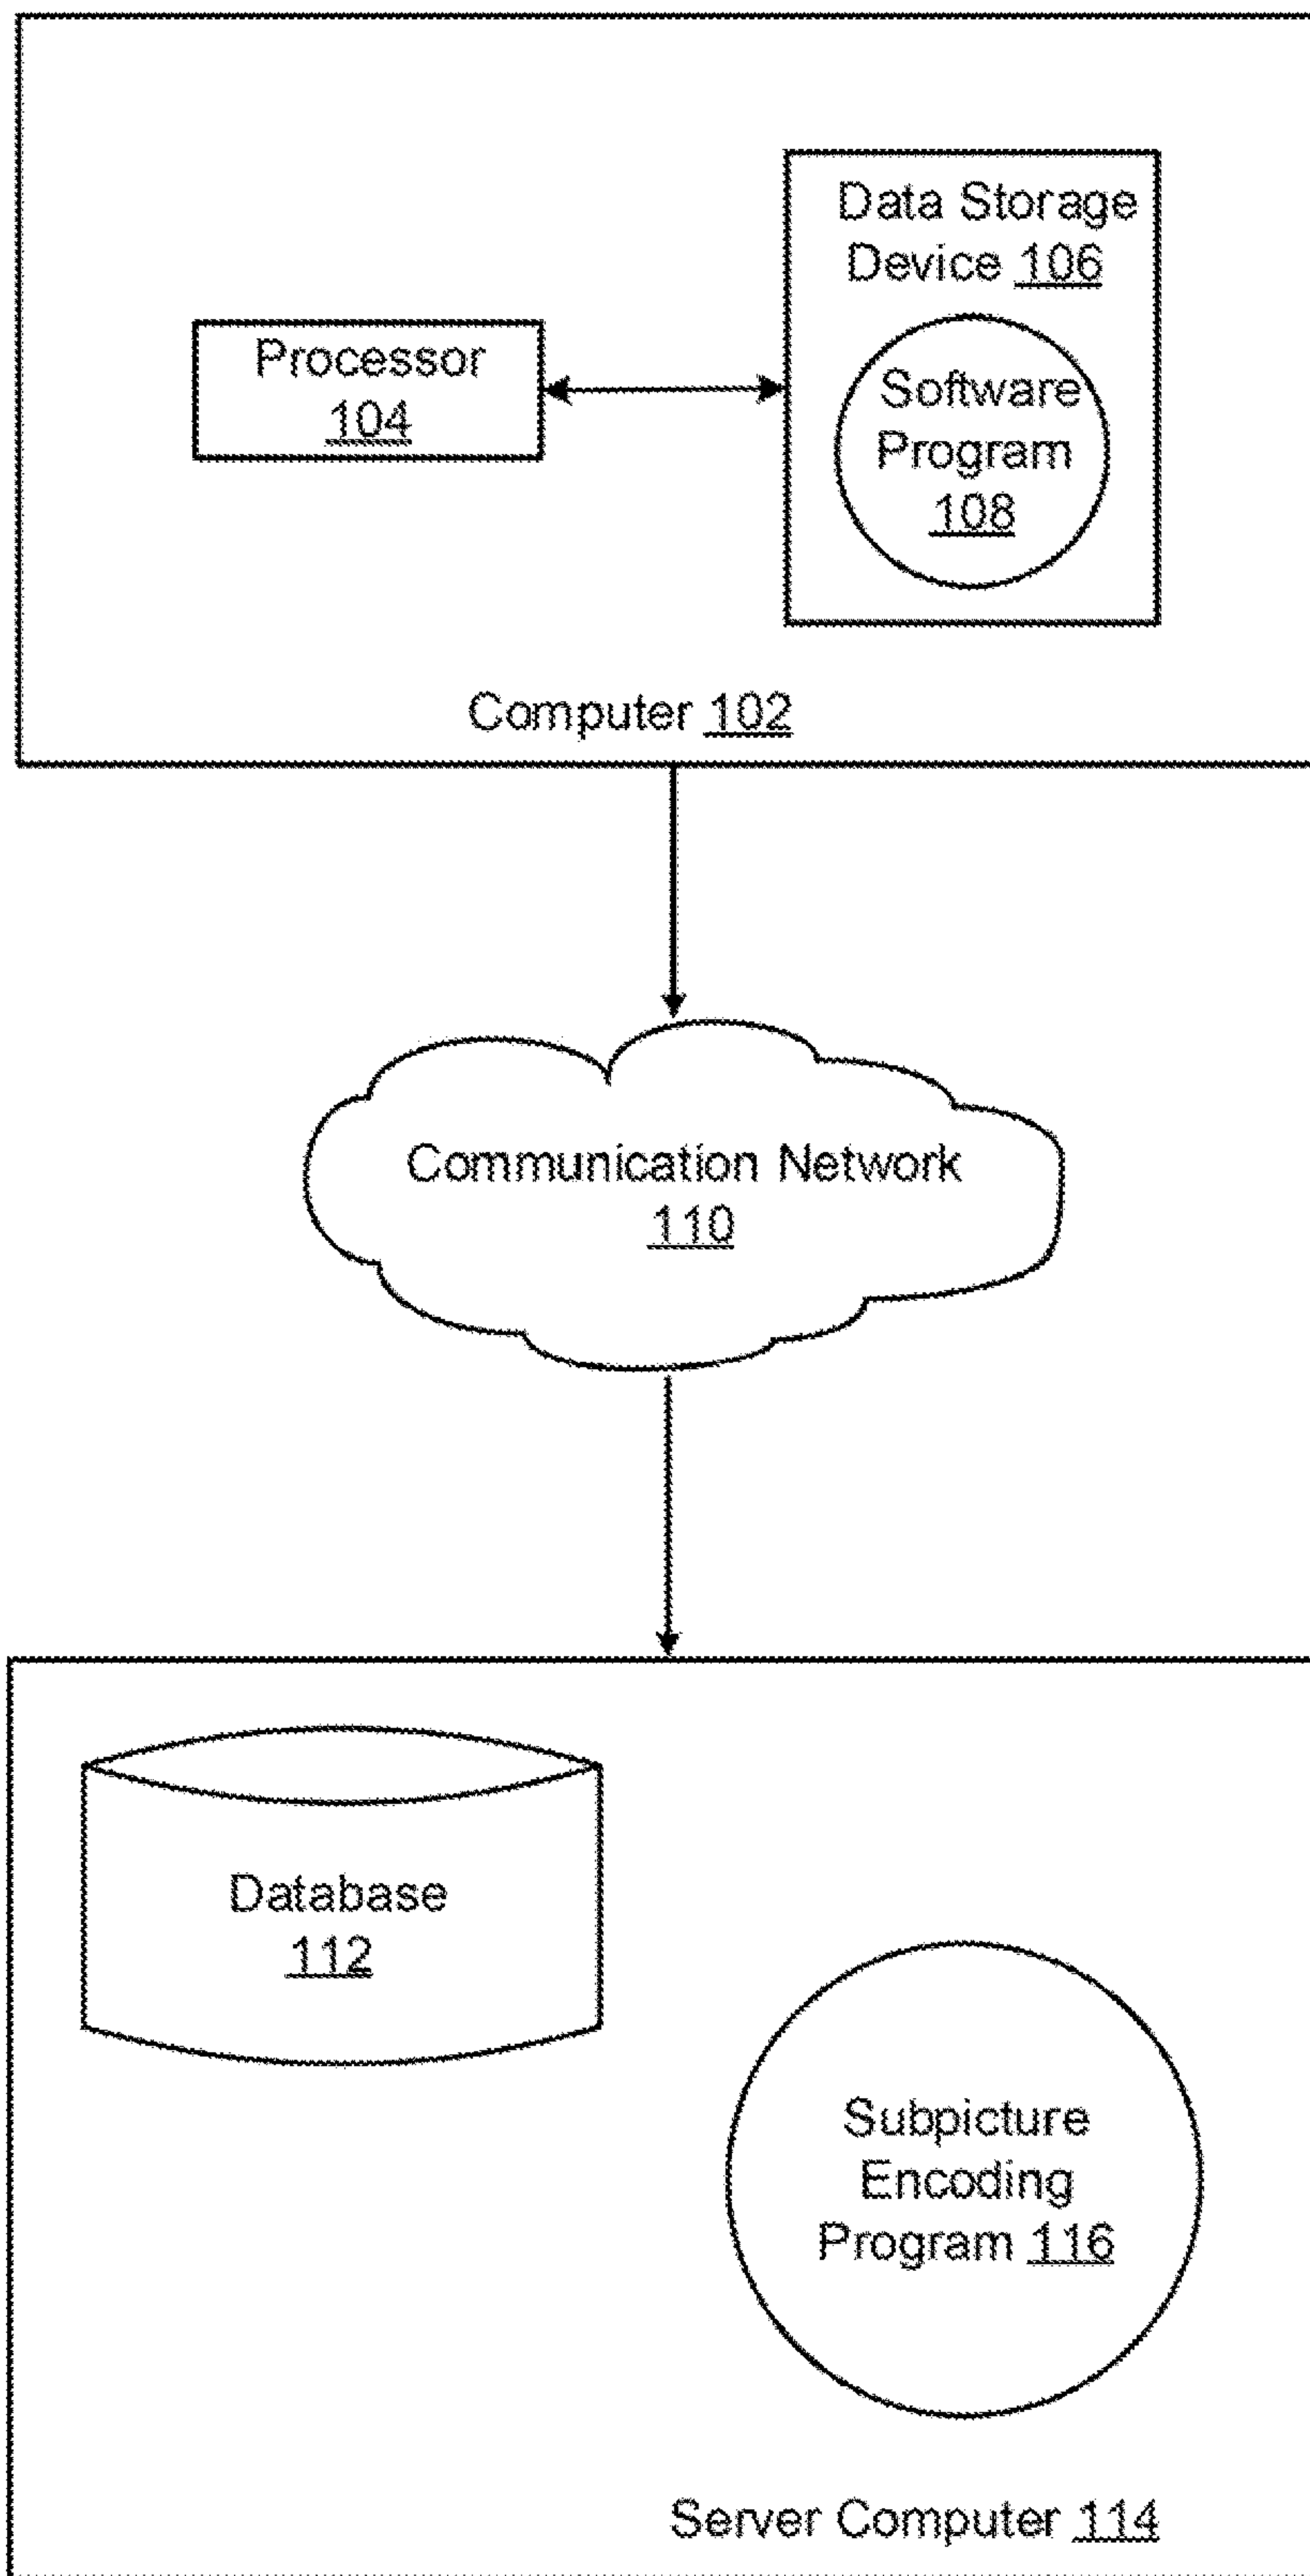 Data Storage
Device 106
Processor
104
Software
Program
108
Computer 102
Communication Network
110
Database
112
Subpicture
Encoding
Program 116
Server Computer 114